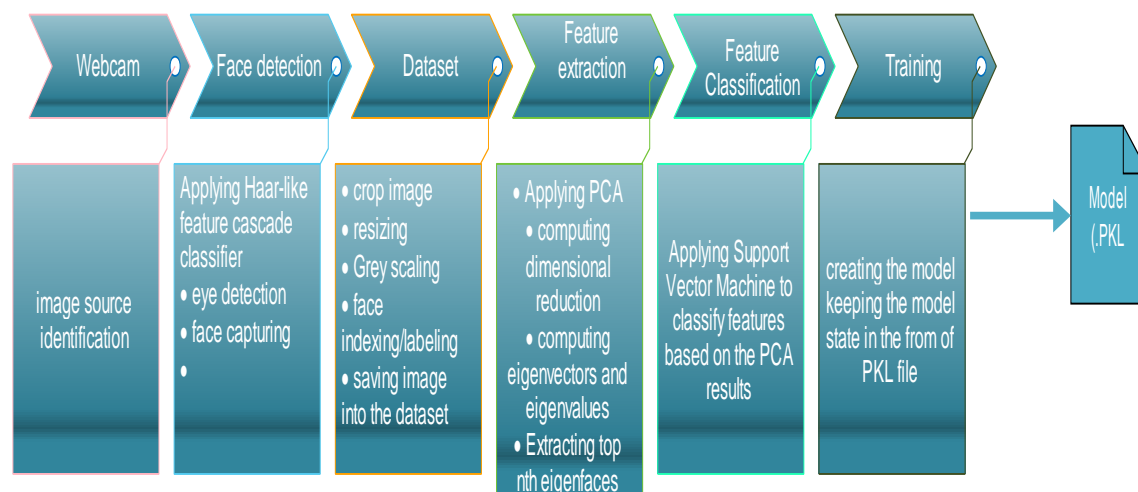 Webcam
Face detection
Dataset
Feature
extraction
Feature
Classification
Training
image source
identification
Applying Haar-like
feature cascade
classifier
• eye detection
• face capturing
•
• crop image
• resizing
• Grey scaling
• face
indexing/labeling
• saving image
into the dataset
• Applying PCA
• computing
dimensional
reduction
• computing
eigenvectors and
eigenvalues
• Extracting top
nth eigenfaces
Applying Support
Vector Machine to
classify features
based on the PCA
results
creating the model
keeping the model
state in the from of
PKL file
Model
(.PKL